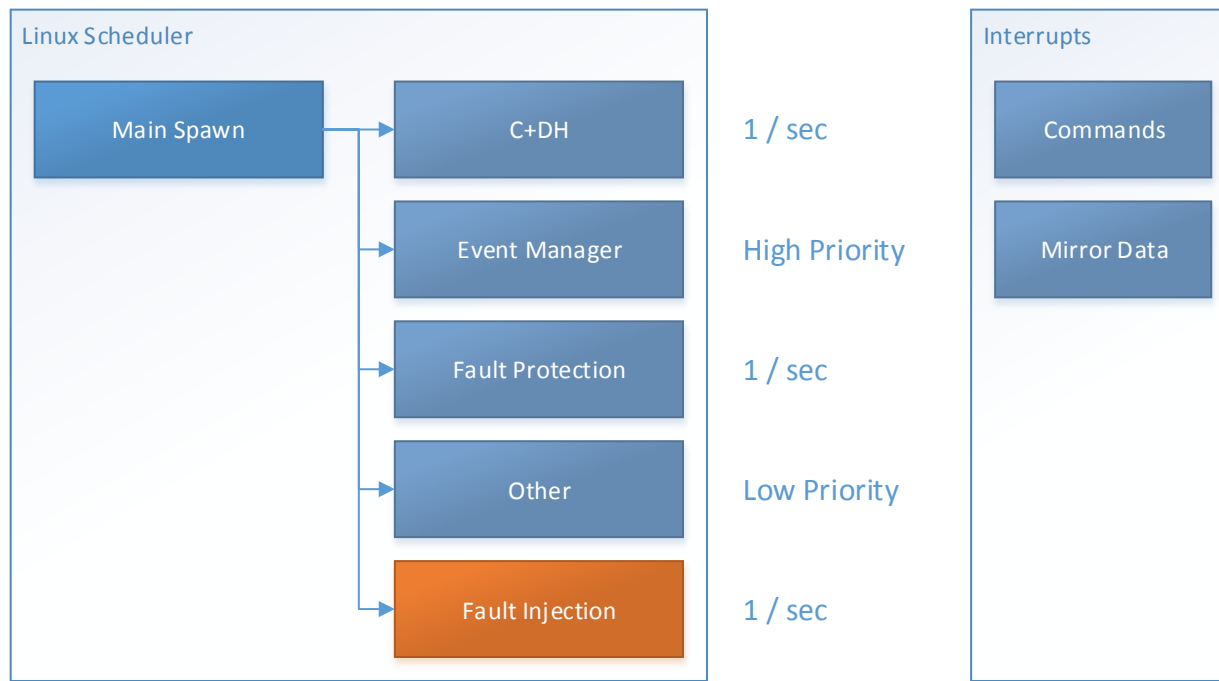 Linux Scheduler
Interrupts
Main Spawn
C+DH
1 / sec
Commands
Event Manager
High Priority
Mirror Data
Fault Protection
1 / sec
Other
Low Priority
Fault Injection
1 / sec